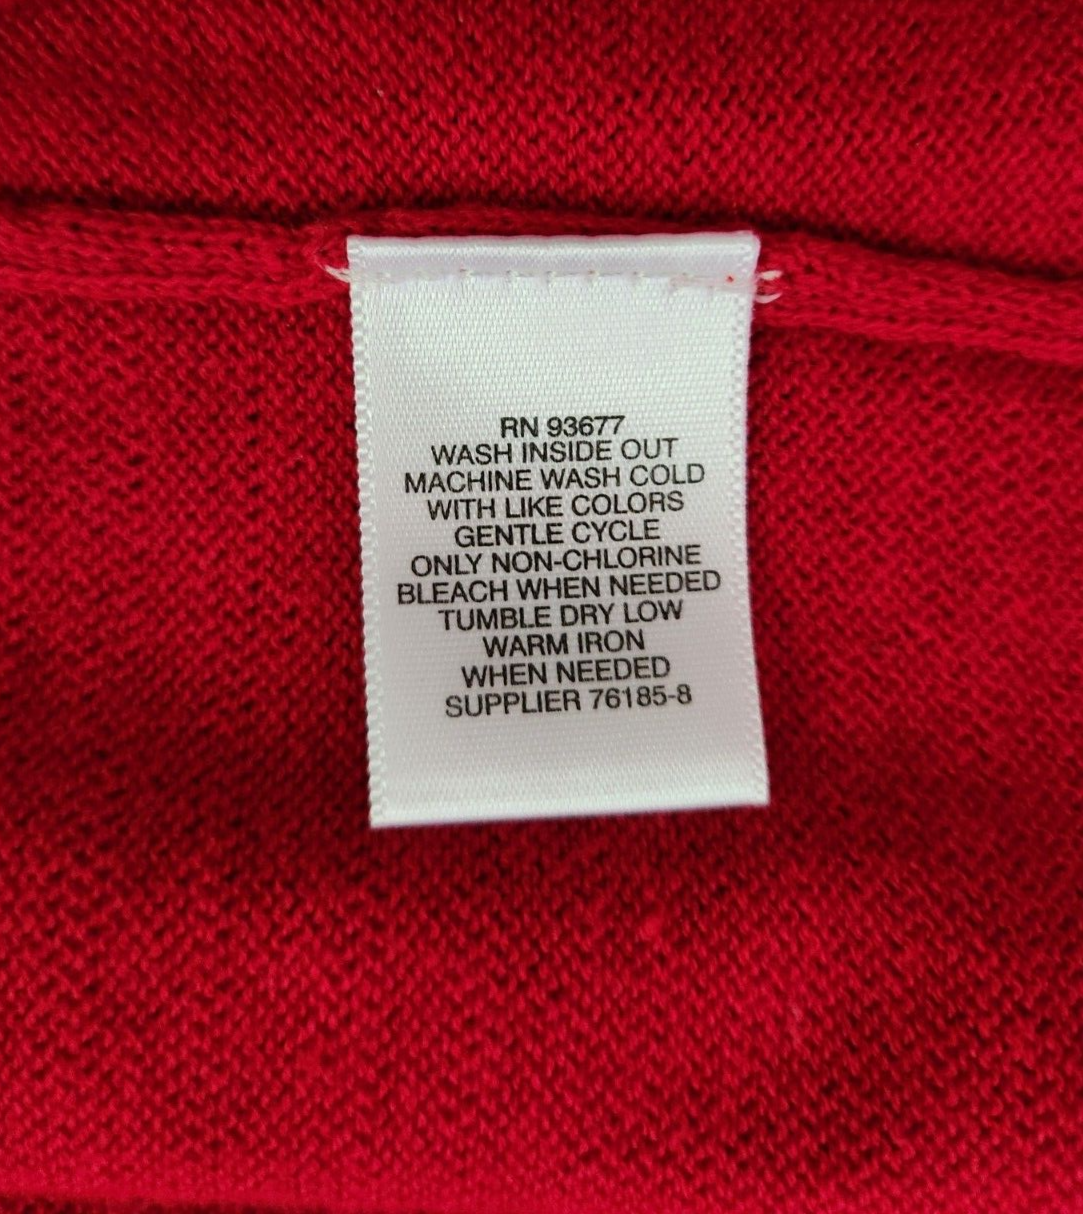 RN 93677
WASH INSIDE OUT
MACHINE WASH COLD
WITH LIKE COLORS
GENTLE CYCLE
ONLY NON-CHLORINE
BLEACH WHEN NEEDED
TUMBLE DRY LOW
WARM IRON
WHEN NEEDED
SUPPLIER 76185-8